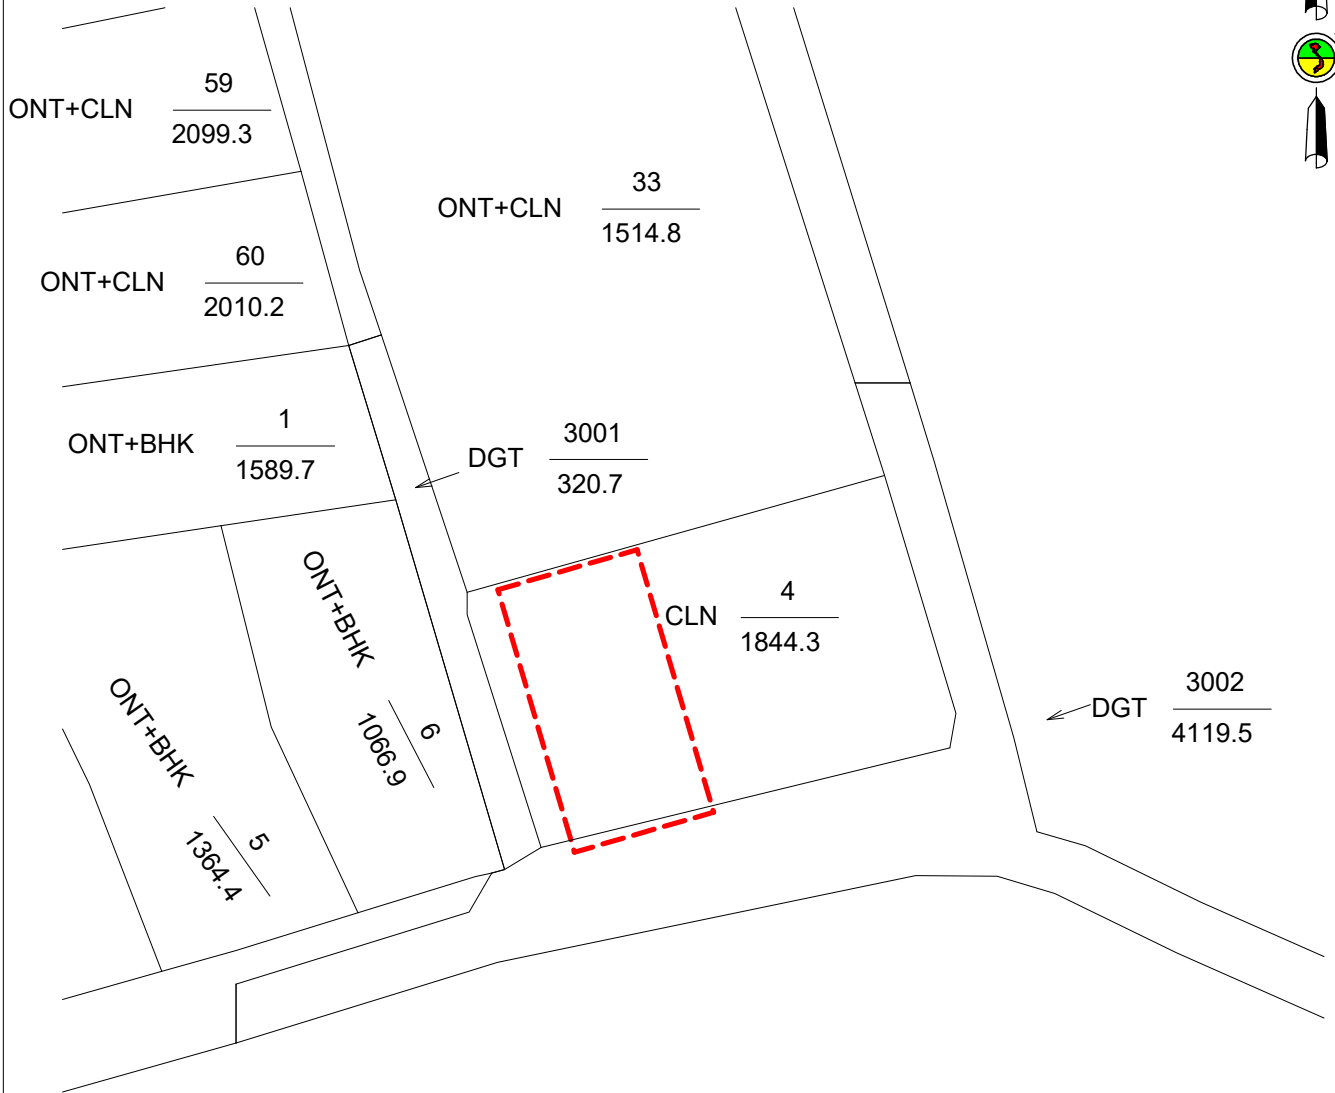 59
ONT+CLN
2099.3
33
ONT+CLN
1514.8
60
ONT+CLN
2010.2
1
ONT+BHK
1589.7
3001
DGT
320.7
ONT+BHK
6
1066.9
4
CLN
1844.3
ONT+BHK
5
1364.4
3002
DGT
4119.5